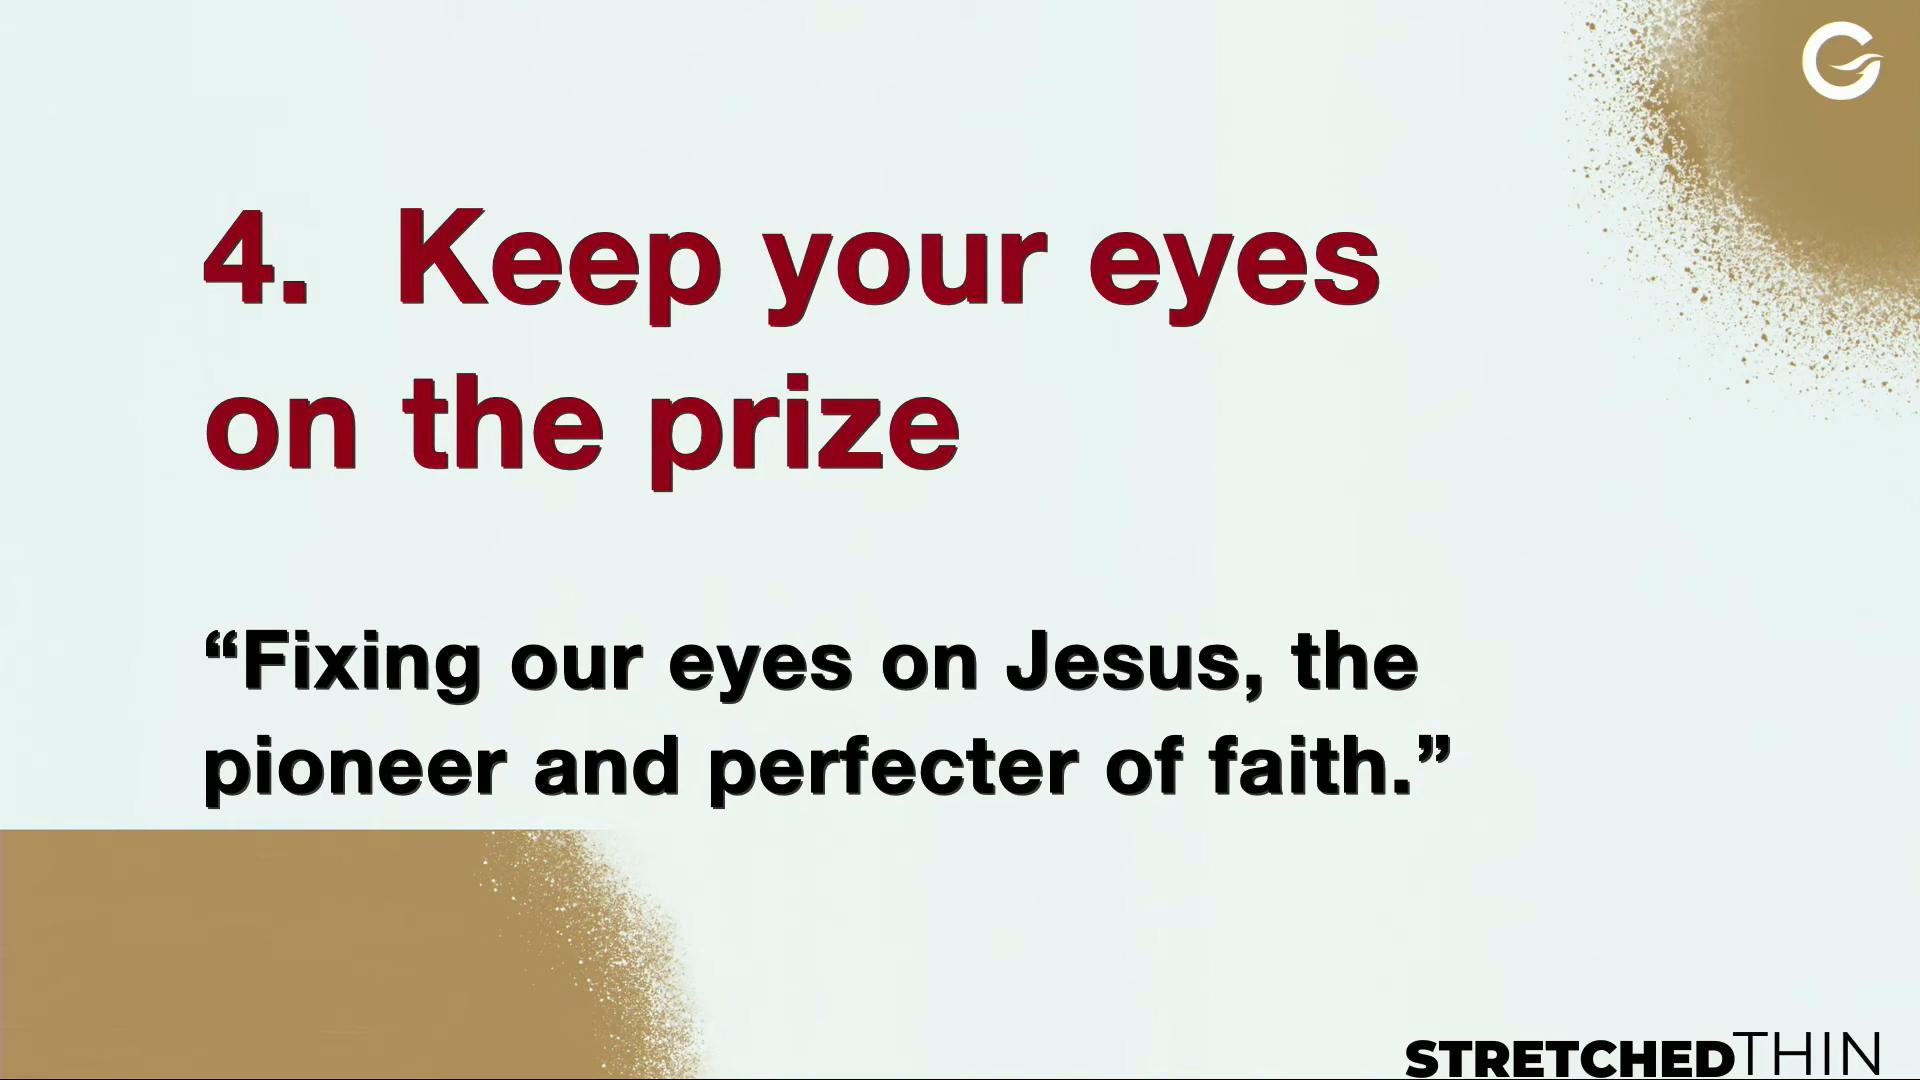 4. Keep your eyes
on the prize
“Fixing our eyes on Jesus, the
pioneer and perfecter of faith.”
STRETCHEDTHIN